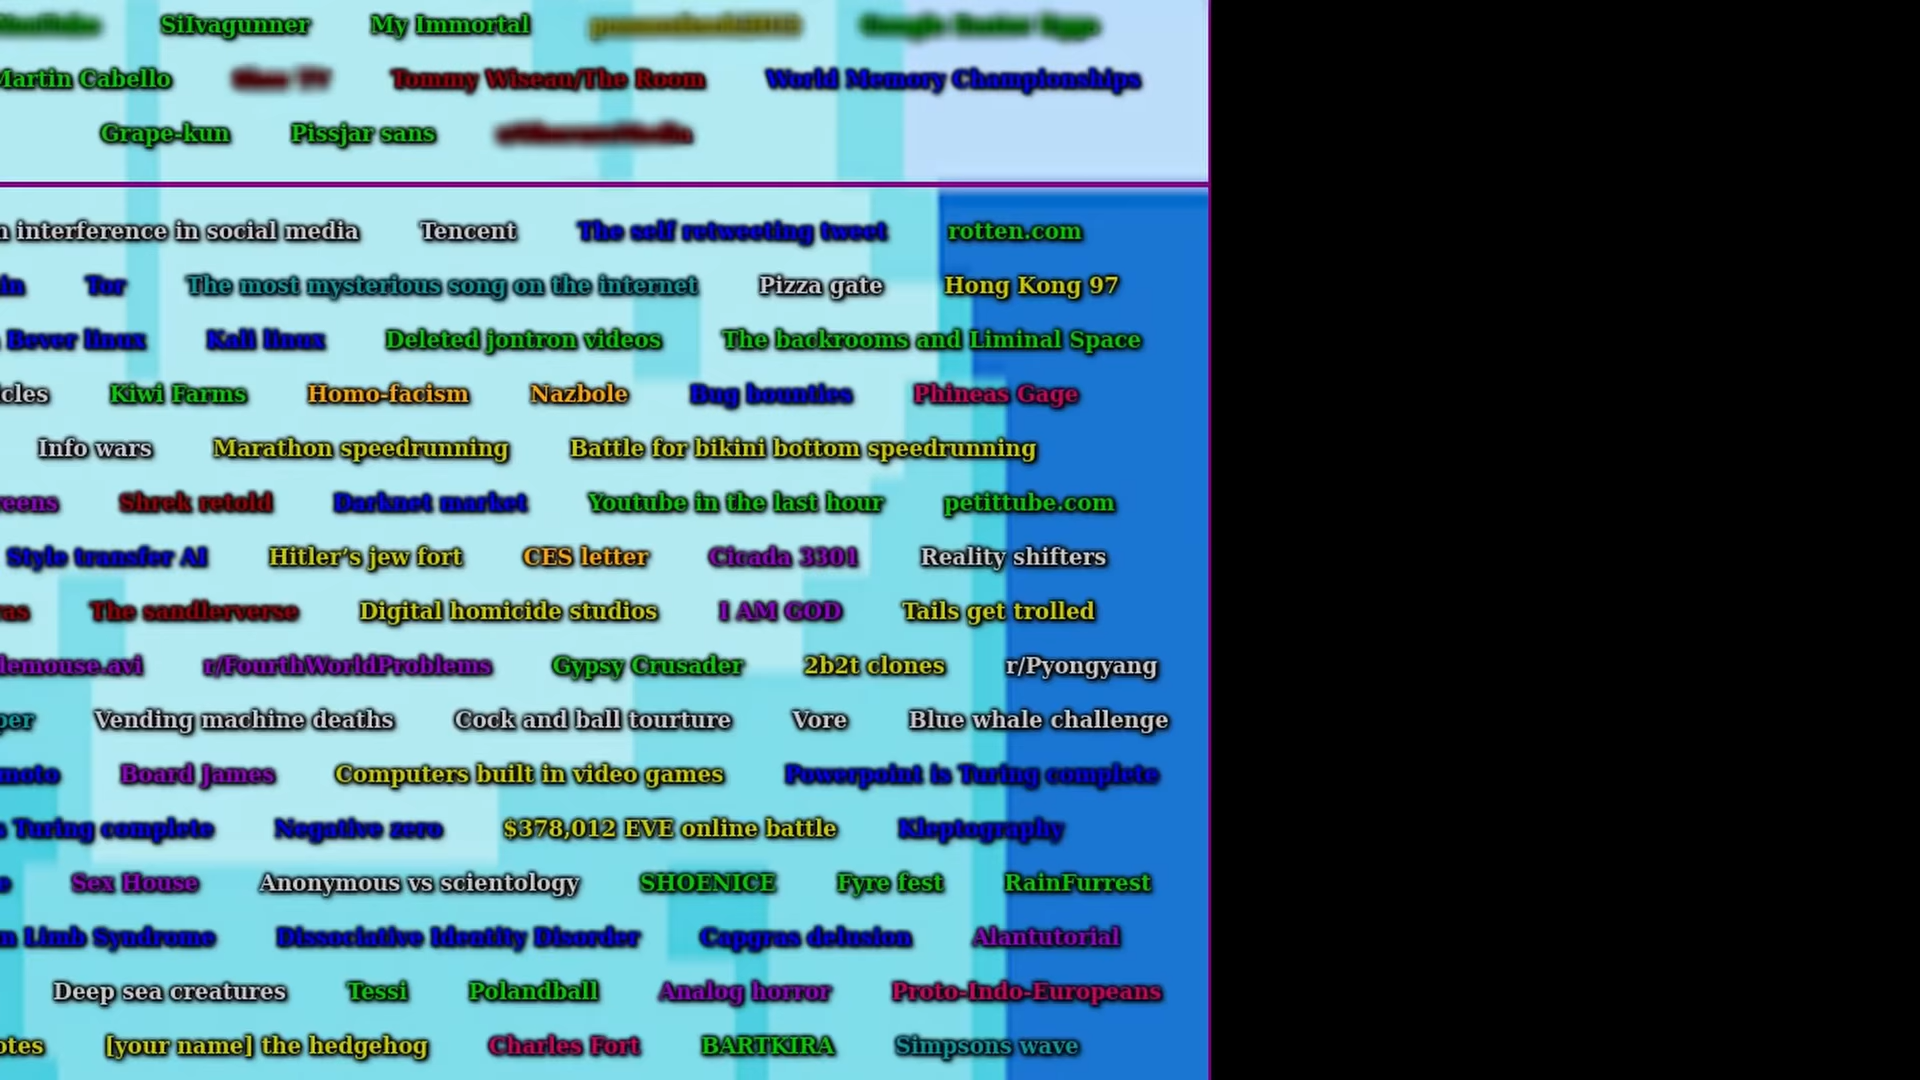 SiIvagunner My Immortal
Martin Cabello Tommy Wiseau/The Room World Memory Championships
Grape-kun Pissjar sans
interference in social media Tencent The self retweeting tweet rotten.com
Tor The most mysterious song on the internet Pizza gate Hong Kong 97
Bever linux Kali linux Deleted jontron videos The backrooms and Liminal Space
Kiwi Farms Homo-facism Nazbole Bug bounties Phineas Gage
Info wars Marathon speedrunning Battle for bikini bottom speedrunning
Shrek retold Darknet market Youtube in the last hour petittube.com
Style transfer AI Hitler’s jew fort CES letter Cicada 3301 Reality shifters
The sandlerverse Digital homicide studios I AM GOD Tails get trolled
lemouse.avi r/FourthWorldProblems Gypsy Crusader 2b2t clones r/Pyongyang
Vending machine deaths Cock and ball tourture Vore Blue whale challenge
moto Board James Computers built in video games Powerpoint is Turing complete
Turing complete Negative zero $378,012 EVE online battle Kleptography
Sex House Anonymous vs scientology SHOENICE Fyre fest RainFurrest
Limb Syndrome Dissociative Identity Disorder Capgras delusion Alantutorial
Deep sea creatures Tessi Polandball Analog horror Proto-Indo-Europeans
otes [your name] the hedgehog Charles Fort BARTKIRA Simpsons wave